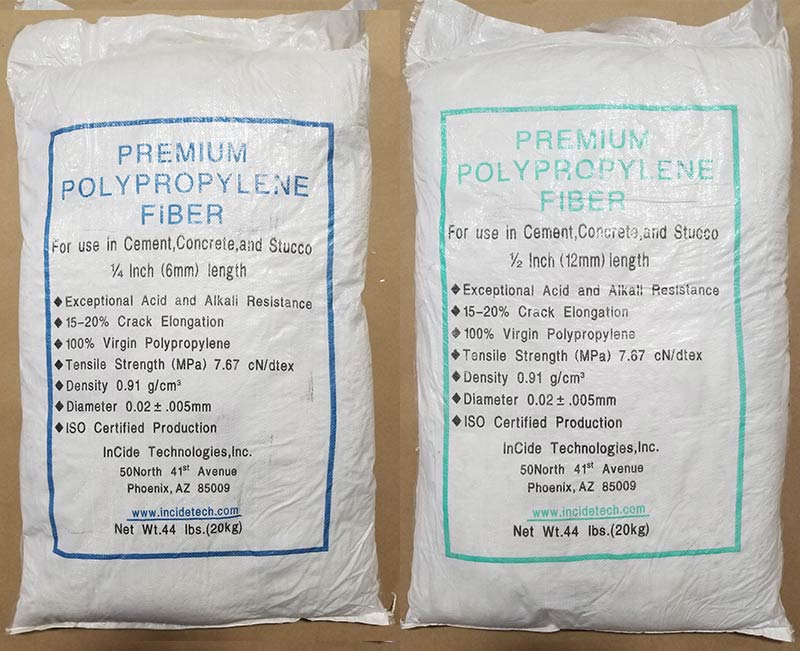 PREMIUM
POLYPROPYLENE
FIBER
For use in Cement,Concrete,and Stucco
¼ Inch (6mm) length
◆Exceptional Acid and Alkali Resistance
◆15-20% Crack Elongation
◆100% Virgin Polypropylene
◆Tensile Strength (MPa) 7.67 cN/dtex
◆Density 0.91 g/cm³
◆Diameter 0.02 ± .005mm
◆ISO Certified Production
InCide Technologies,Inc.
50North 41st Avenue
Phoenix, AZ 85009
www.incidetech.com
Net Wt.44 lbs.(20kg)
PREMIUM
POLYPROPYLENE
FIBER
For use in Cement,Concrete,and Stucco
½ Inch (12mm) length
◆Exceptional Acid and Alkali Resistance
◆15-20% Crack Elongation
◆100% Virgin Polypropylene
◆Tensile Strength (MPa) 7.67 cN/dtex
◆Density 0.91 g/cm³
◆Diameter 0.02 ± .005mm
◆ISO Certified Production
InCide Technologies,Inc.
50North 41st Avenue
Phoenix, AZ 85009
www.incidetech.com
Net Wt.44 lbs.(20kg)